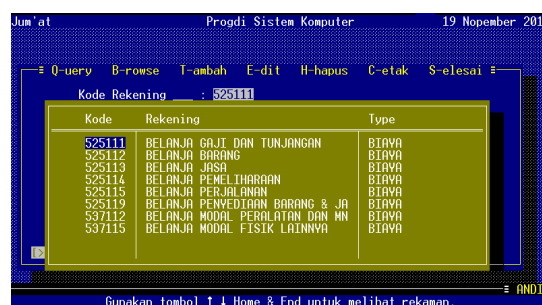 Jum'at Progdi Sistem Komputer 19 Nopember 201
Q-uery B-rowse T-ambah E-dit H-hapus C-etak S-elesai
Kode Rekening ___ : 525111
Kode Rekening Type
525111 BELANJA GAJI DAN TUNJANGAN BIAYA
525112 BELANJA BARANG BIAYA
525113 BELANJA JASA BIAYA
525114 BELANJA PEMELIHARAAN BIAYA
525115 BELANJA PERJALANAN BIAYA
525119 BELANJA PENYEDIAAN BARANG & JA BIAYA
537112 BELANJA MODAL PERALATAN DAN MN BIAYA
537115 BELANJA MODAL FISIK LAINNYA BIAYA
ANDI
Gunakan tombol ↑ ↓ Home & End untuk melihat rekaman.